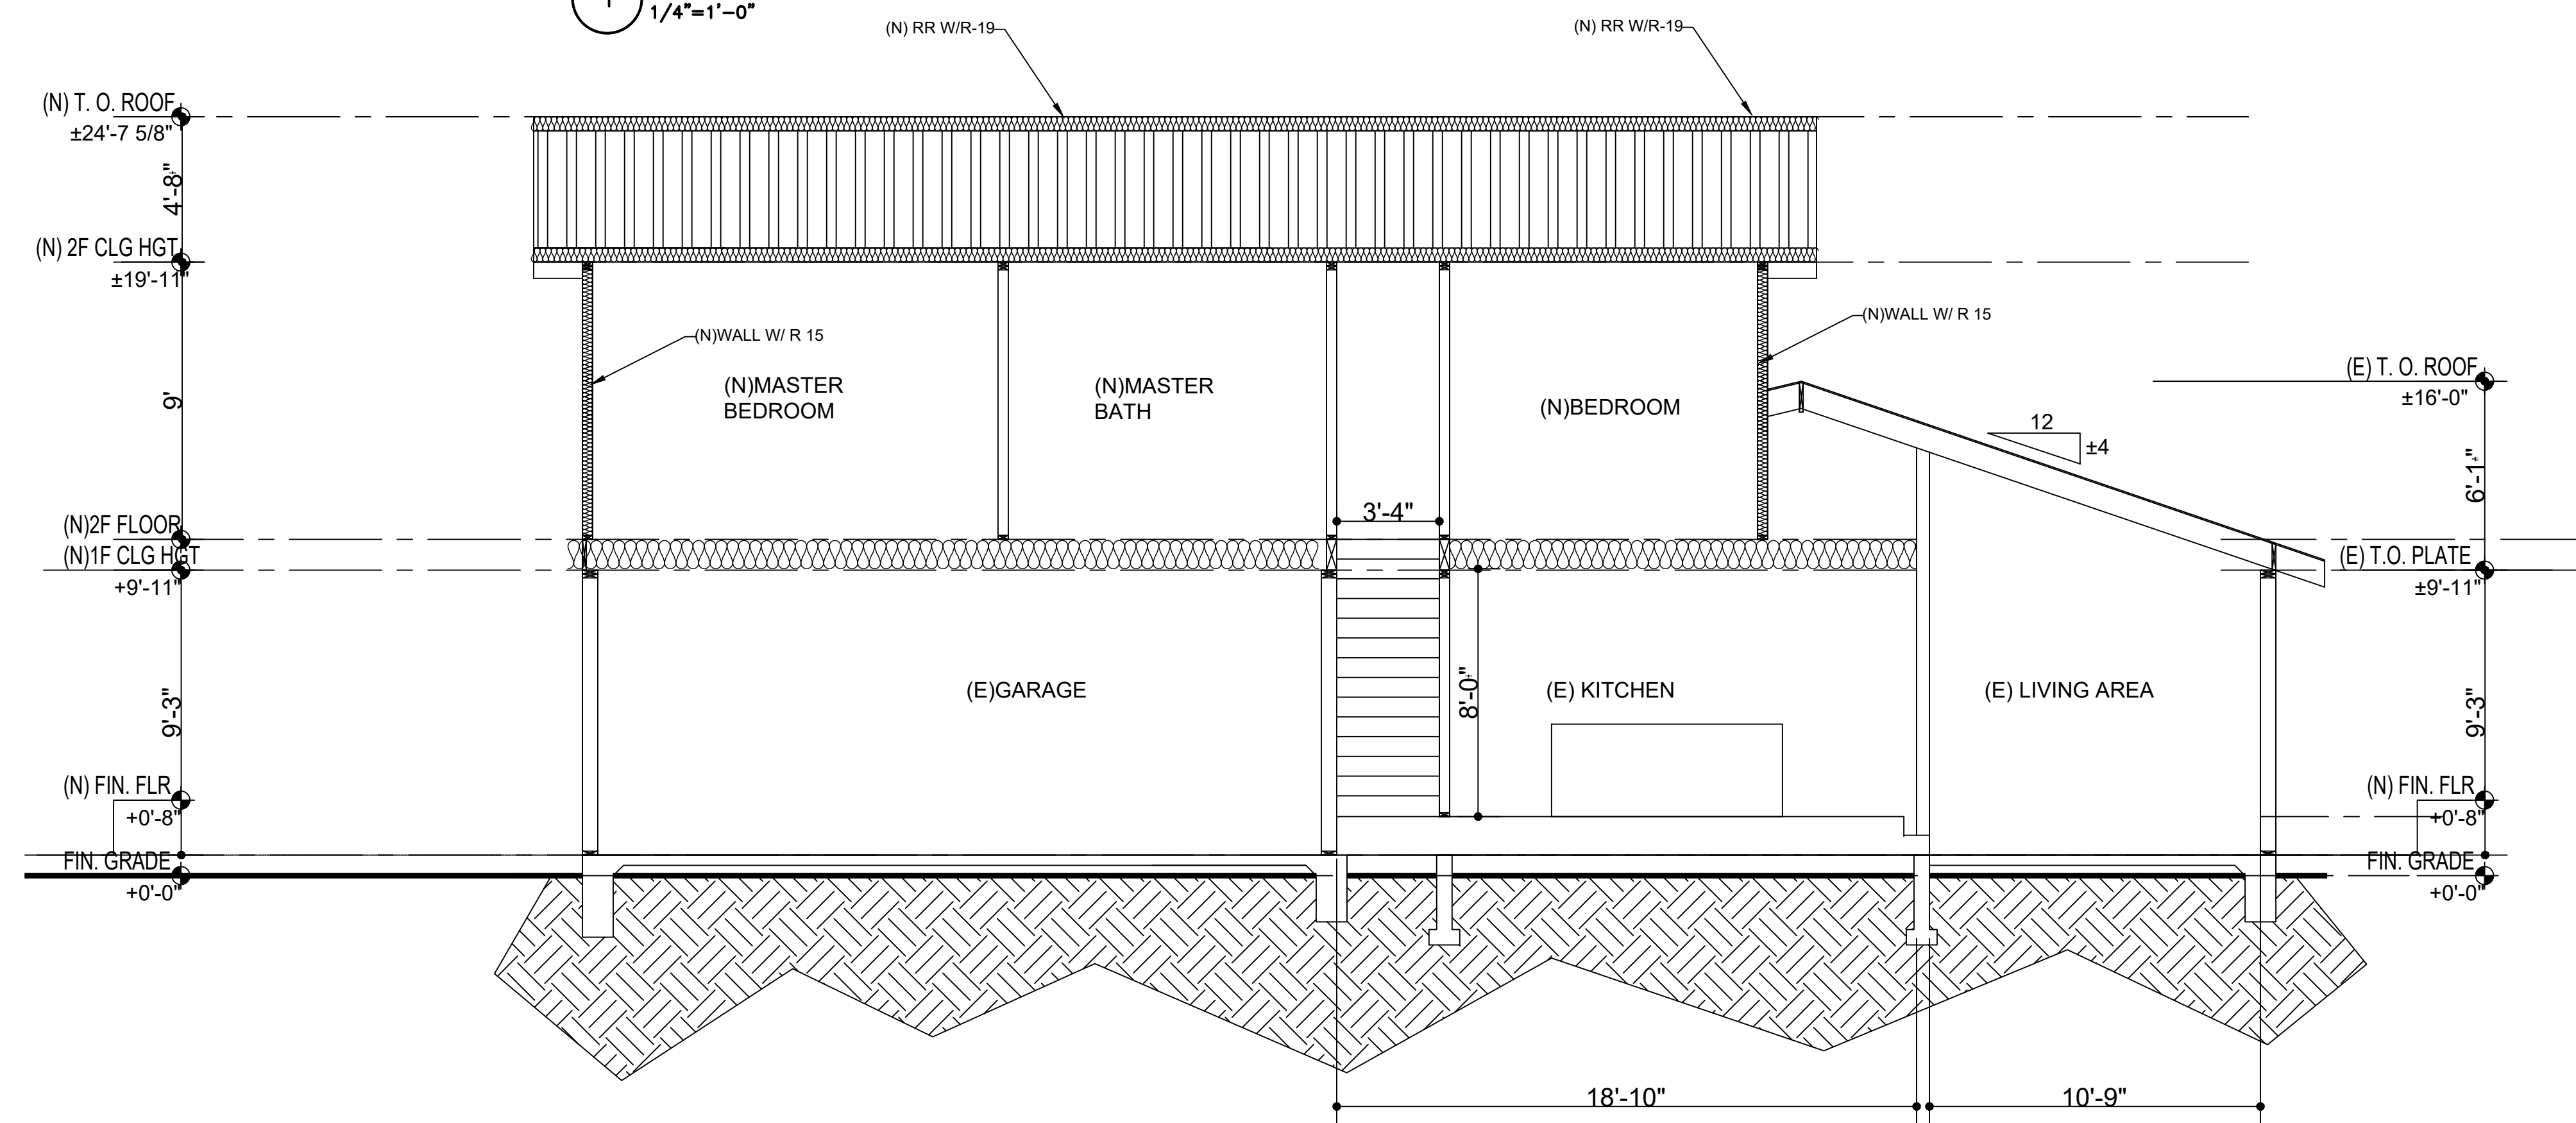 1
1/4"=1'-0"
(N) RR W/R-19
(N) RR W/R-19
(N) T. O. ROOF
±24'-7 5/8"
4'-8"±
(N) 2F CLG HGT
±19'-11"
(N)WALL W/ R 15
(N)WALL W/ R 15
(N)MASTER
BEDROOM
(N)MASTER
BATH
(N)BEDROOM
9'
(E) T. O. ROOF
±16'-0"
12
±4
6'-1"±
3'-4"
(N)2F FLOOR
(N)1F CLG HGT
+9'-11"
(E) T.O. PLATE
±9'-11"
9'-3"
(E)GARAGE
8'-0"±
(E) KITCHEN
(E) LIVING AREA
9'-3"
(N) FIN. FLR
+0'-8"
(N) FIN. FLR
+0'-8"
FIN. GRADE
+0'-0"
FIN. GRADE
+0'-0"
18'-10"
10'-9"